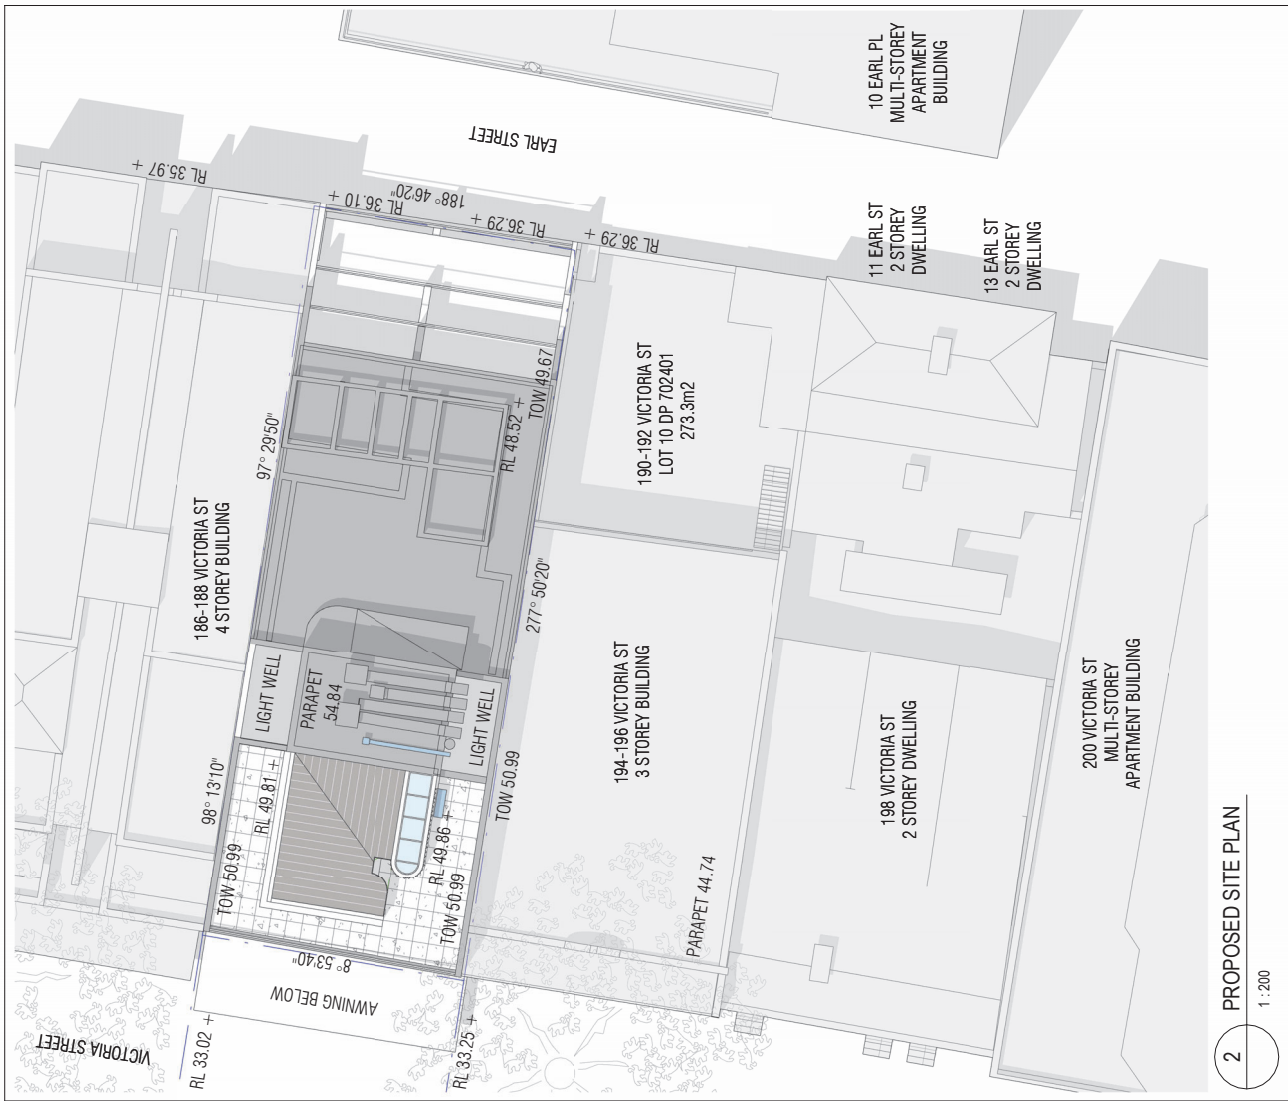 10 EARL PL
MULTI-STOREY
APARTMENT
BUILDING
EARL STREET
RL 35.97 +
RL 36.10 +
188° 46'20"
RL 36.29 +
RL 36.29 +
11 EARL ST
2 STOREY
DWELLING
13 EARL ST
2 STOREY
DWELLING
97° 29'50"
186-188 VICTORIA ST
4 STOREY BUILDING
RL 48.52 +
TOW 49.67
190-192 VICTORIA ST
LOT 10 DP 702401
273.3m2
277° 50'20"
LIGHT WELL
PARAPET
54.84
LIGHT WELL
98° 13'10"
RL 49.81 +
TOW 50.99
RL 49.86 +
TOW 50.99
TOW 50.99
194-196 VICTORIA ST
3 STOREY BUILDING
PARAPET 44.74
198 VICTORIA ST
2 STOREY DWELLING
200 VICTORIA ST
MULTI-STOREY
APARTMENT BUILDING
8° 53'40"
AWNING BELOW
VICTORIA STREET
RL 33.02 +
RL 33.25 +
2
PROPOSED SITE PLAN
1 : 200